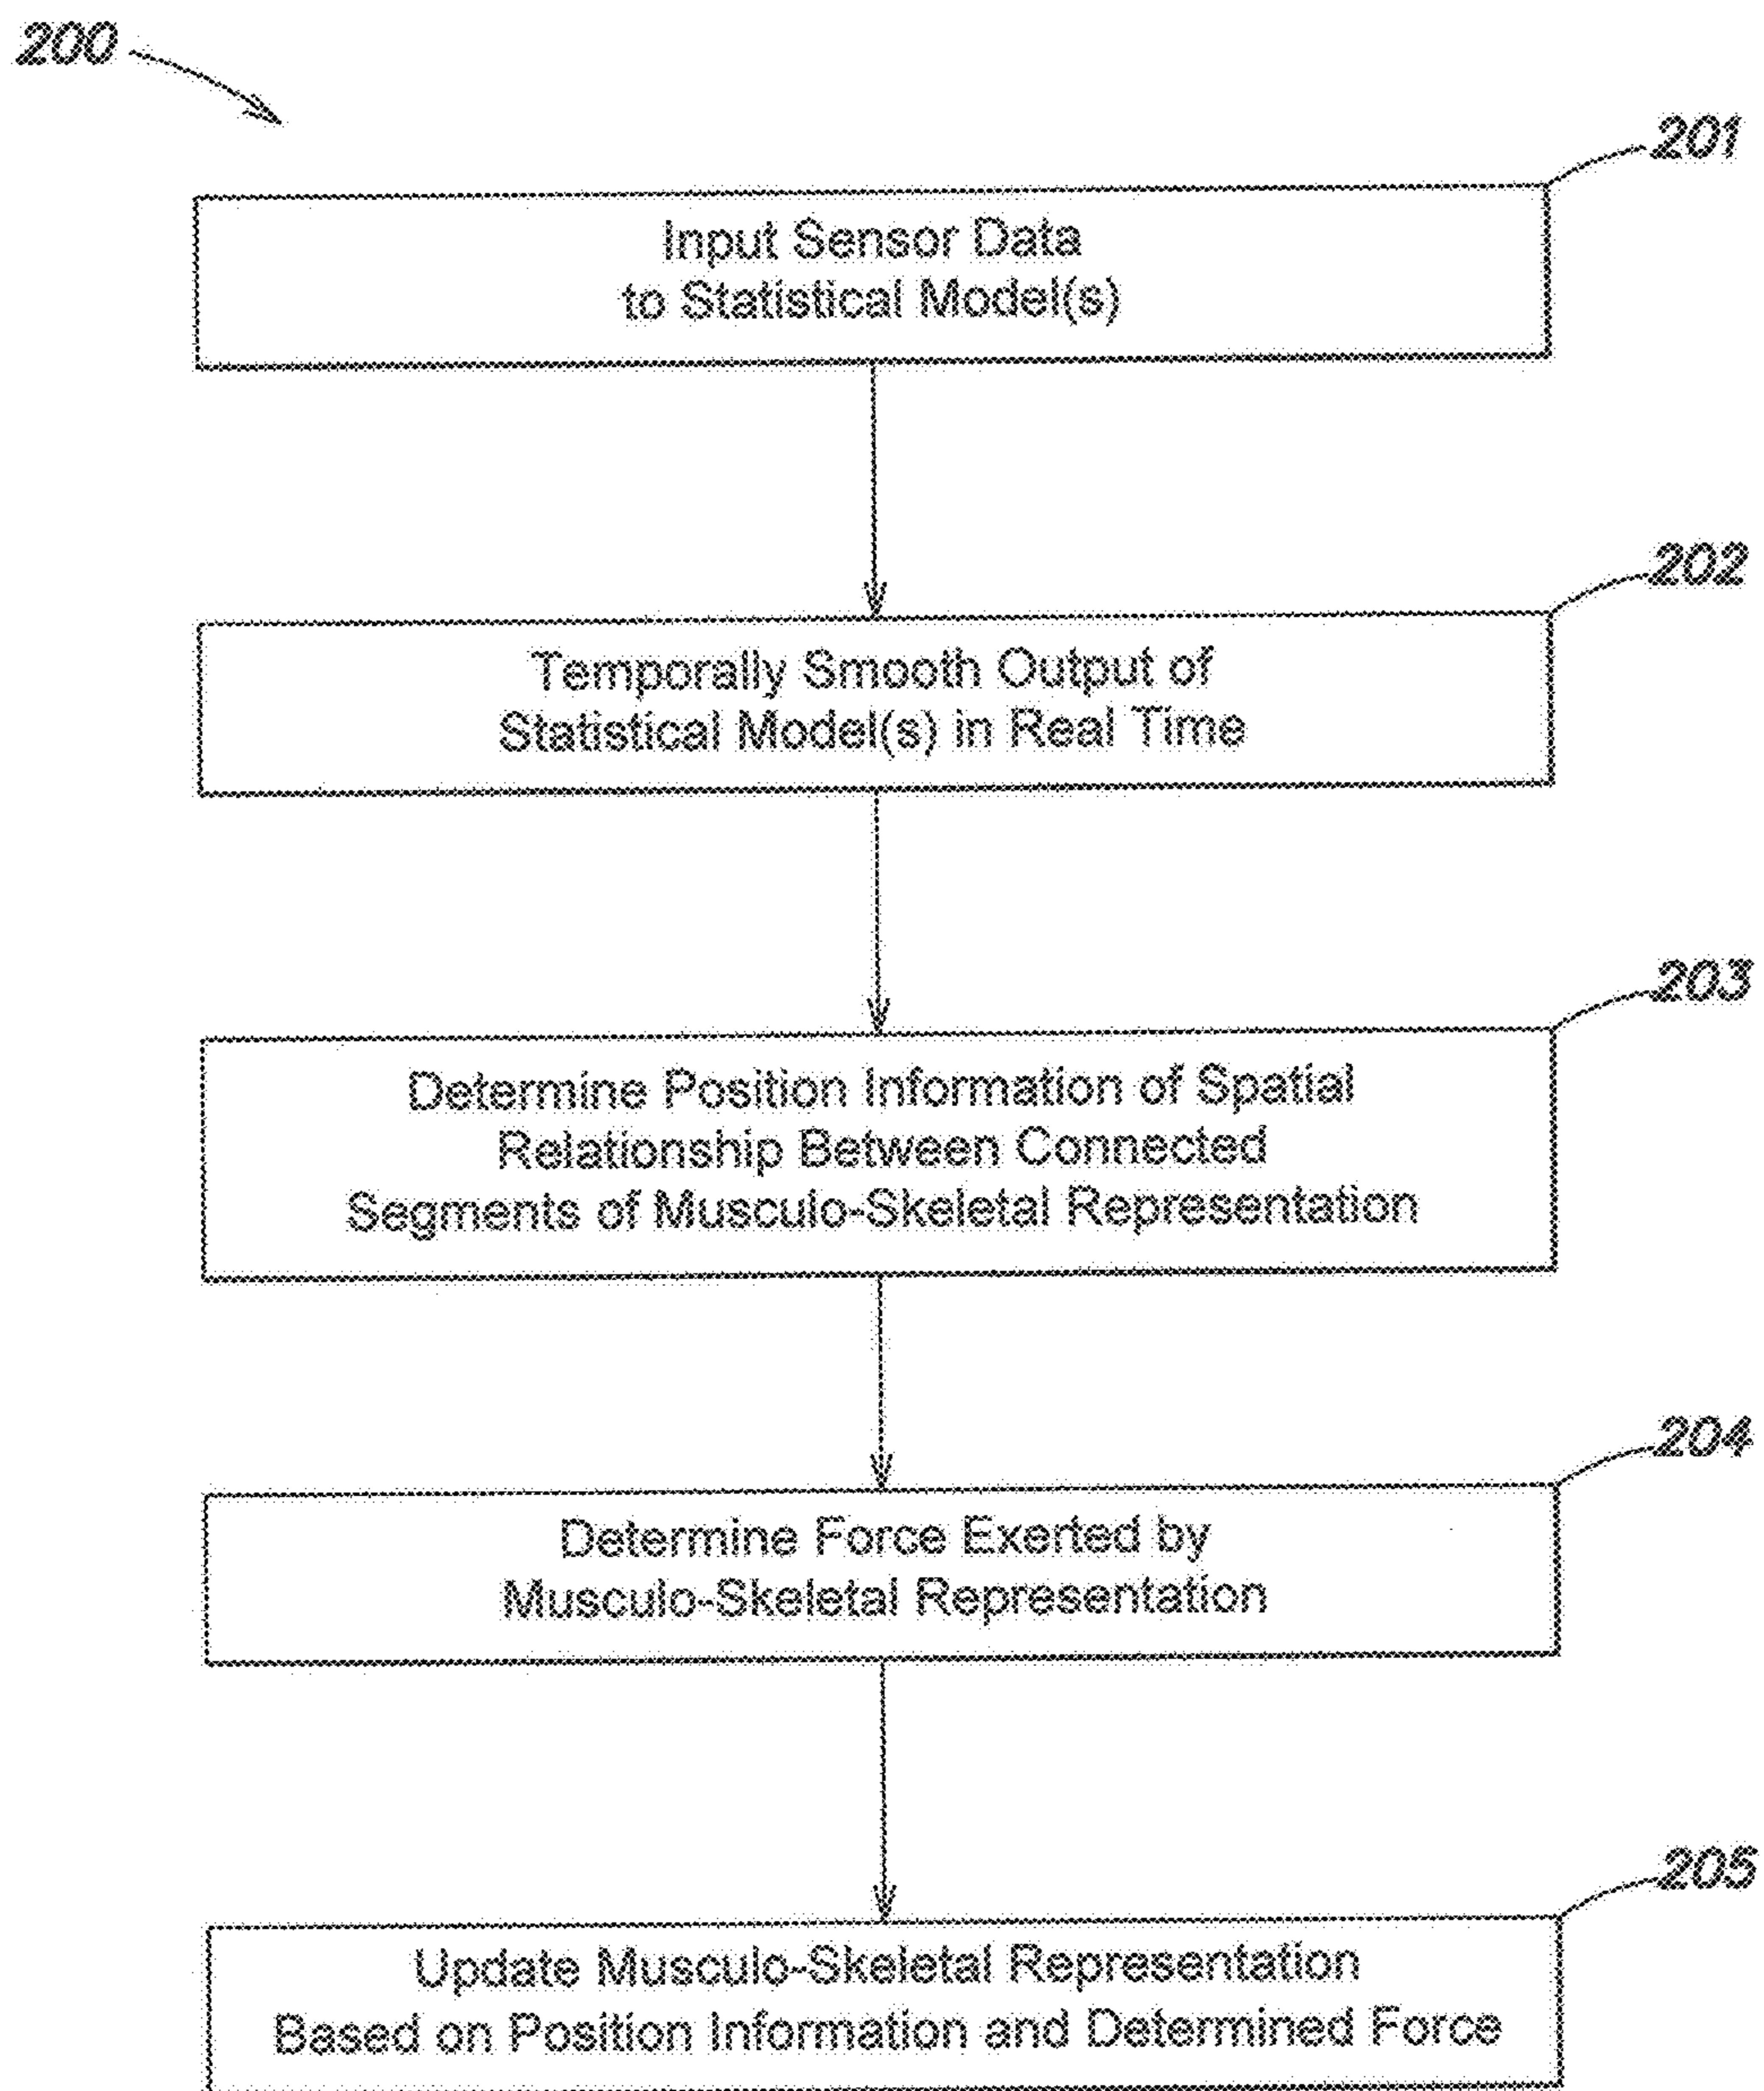 200
201
Input Sensor Data
to Statistical Model(s)
202
Temporally Smooth Output of
Statistical Model(s) in Real Time
203
Determine Position Information of Spatial
Relationship Between Connected
Segments of Musculo-Skeletal Representation
204
Determine Force Exerted by
Musculo-Skeletal Representation
205
Update Musculo-Skeletal Representation
Based on Position Information and Determined Force